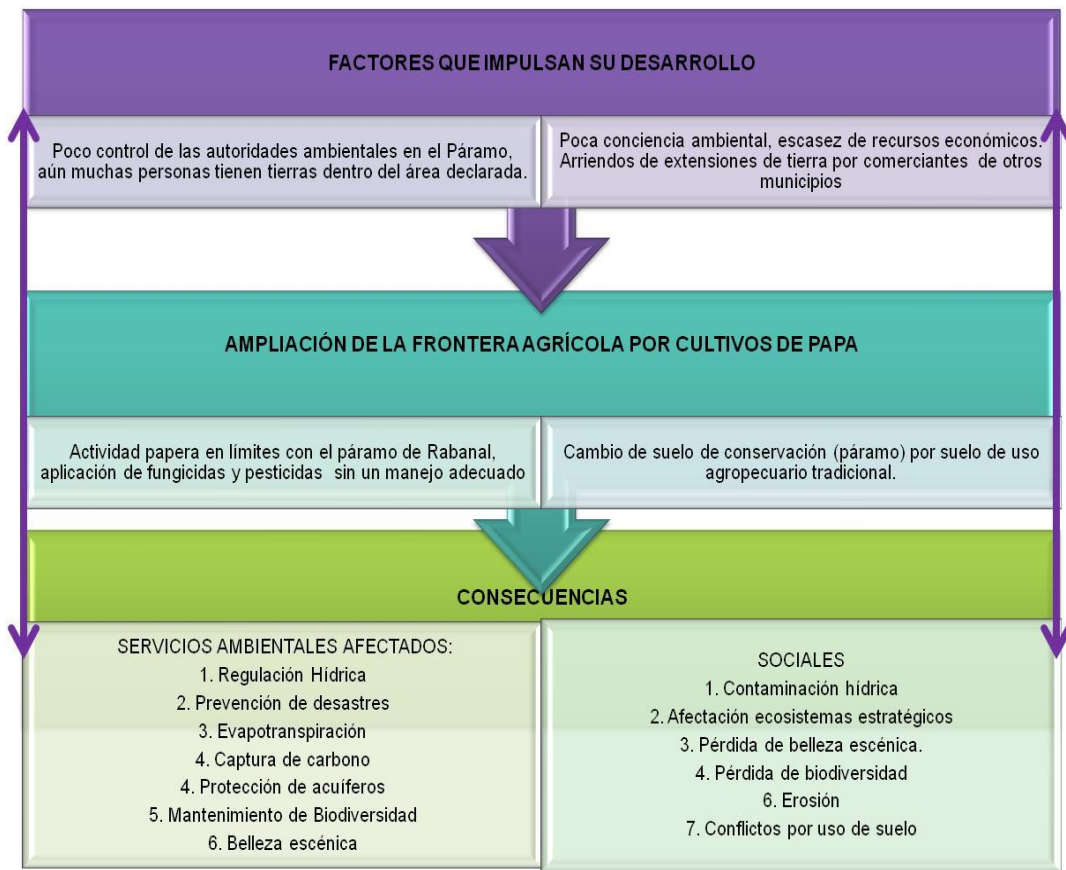 FACTORES QUE IMPULSAN SU DESARROLLO
Poco control de las autoridades ambientales en el Páramo,
aún muchas personas tienen tierras dentro del área declarada.
Poca conciencia ambiental, escasez de recursos económicos.
Arriendos de extensiones de tierra por comerciantes de otros
municipios
AMPLIACIÓN DE LA FRONTERA AGRÍCOLA POR CULTIVOS DE PAPA
Actividad papera en límites con el páramo de Rabanal,
aplicación de fungicidas y pesticidas sin un manejo adecuado
Cambio de suelo de conservación (páramo) por suelo de uso
agropecuario tradicional.
CONSECUENCIAS
SERVICIOS AMBIENTALES AFECTADOS:
1. Regulación Hídrica
2. Prevención de desastres
3. Evapotranspiración
4. Captura de carbono
4. Protección de acuíferos
5. Mantenimiento de Biodiversidad
6. Belleza escénica
SOCIALES
1. Contaminación hídrica
2. Afectación ecosistemas estratégicos
3. Pérdida de belleza escénica.
4. Pérdida de biodiversidad
6. Erosión
7. Conflictos por uso de suelo